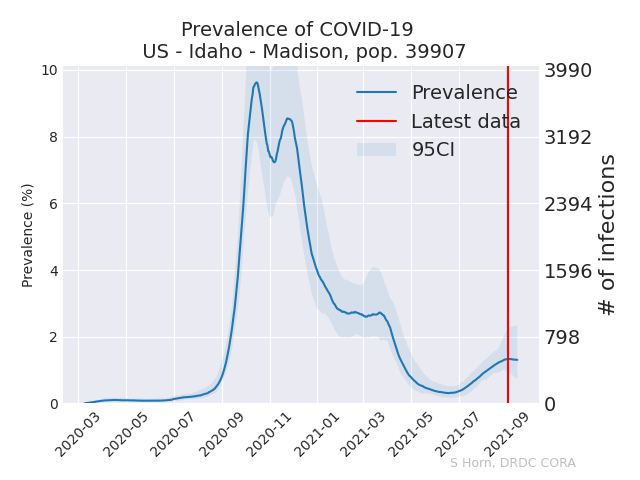 Prevalence of COVID-19
US - Idaho - Madison, pop. 39907
Prevalence (%)
10
8
6
4
2
0
3990
3192
2394
1596
798
0
# of infections
Prevalence
Latest data
95CI
2020-03
2020-05
2020-07
2020-09
2020-11
2021-01
2021-03
2021-05
2021-07
2021-09
S Horn, DRDC CORA